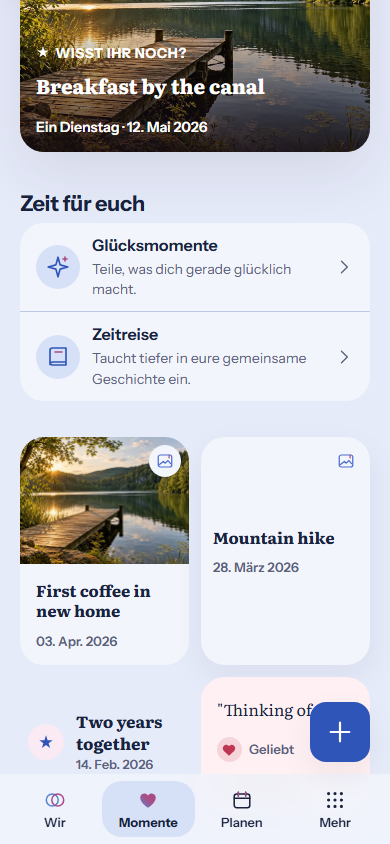 ★ WISST IHR NOCH?
Breakfast by the canal
Ein Dienstag · 12. Mai 2026
Zeit für euch
Glücksmomente
Teile, was dich gerade glücklich
macht.
Zeitreise
Taucht tiefer in eure gemeinsame
Geschichte ein.
First coffee in
new home
03. Apr. 2026
Mountain hike
28. März 2026
Two years
together
14. Feb. 2026
"Thinking of
Geliebt
Wir
Momente
Planen
Mehr